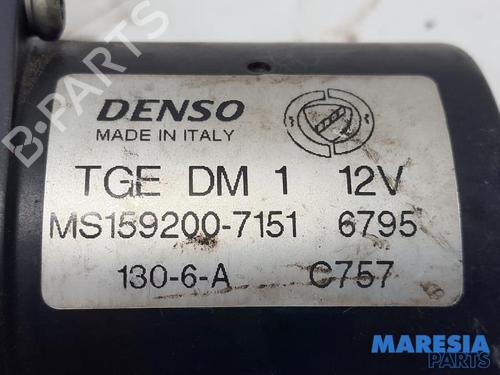 DENSO
MADE IN ITALY
TGE DM 1 12V
MS159200-7151 6795
130-6-A C757
B-PARTS
MARESIA
PARTS